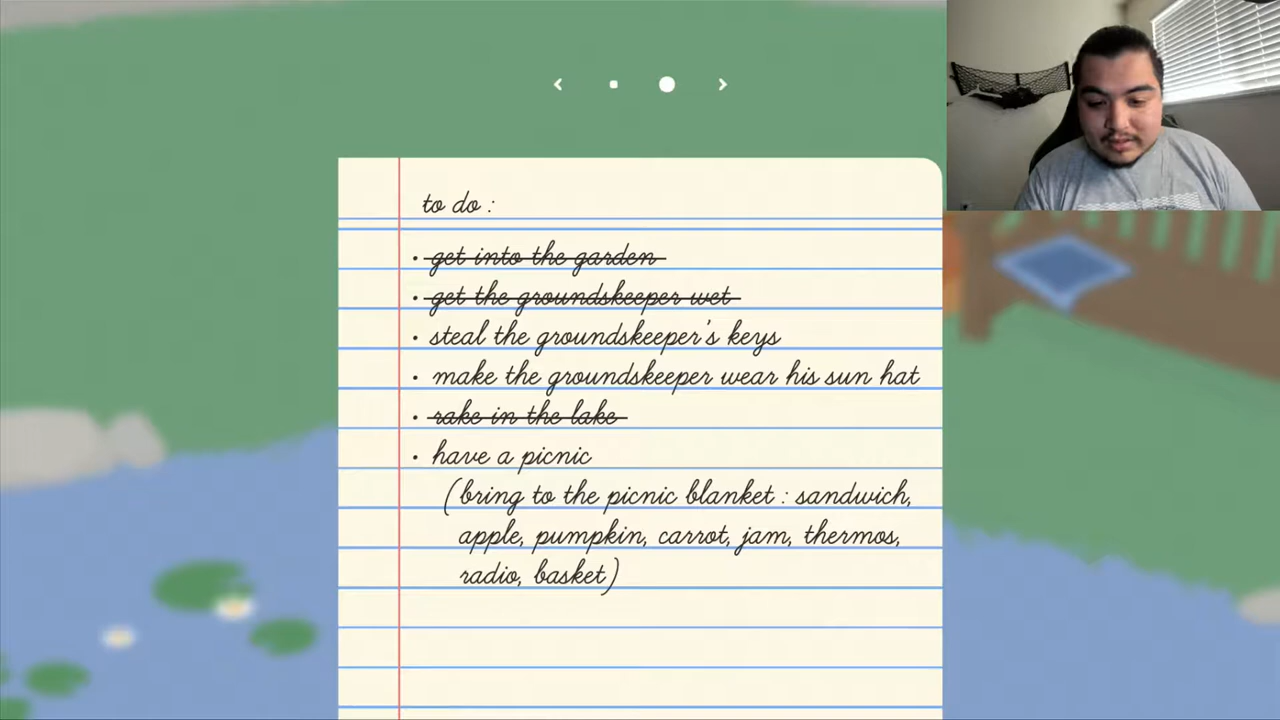 to do :
• get into the garden
• get the groundskeeper wet
• steal the groundskeeper's keys
• make the groundskeeper wear his sun hat
• rake in the lake
• have a picnic
(bring to the picnic blanket : sandwich,
apple, pumpkin, carrot, jam, thermos,
radio, basket)